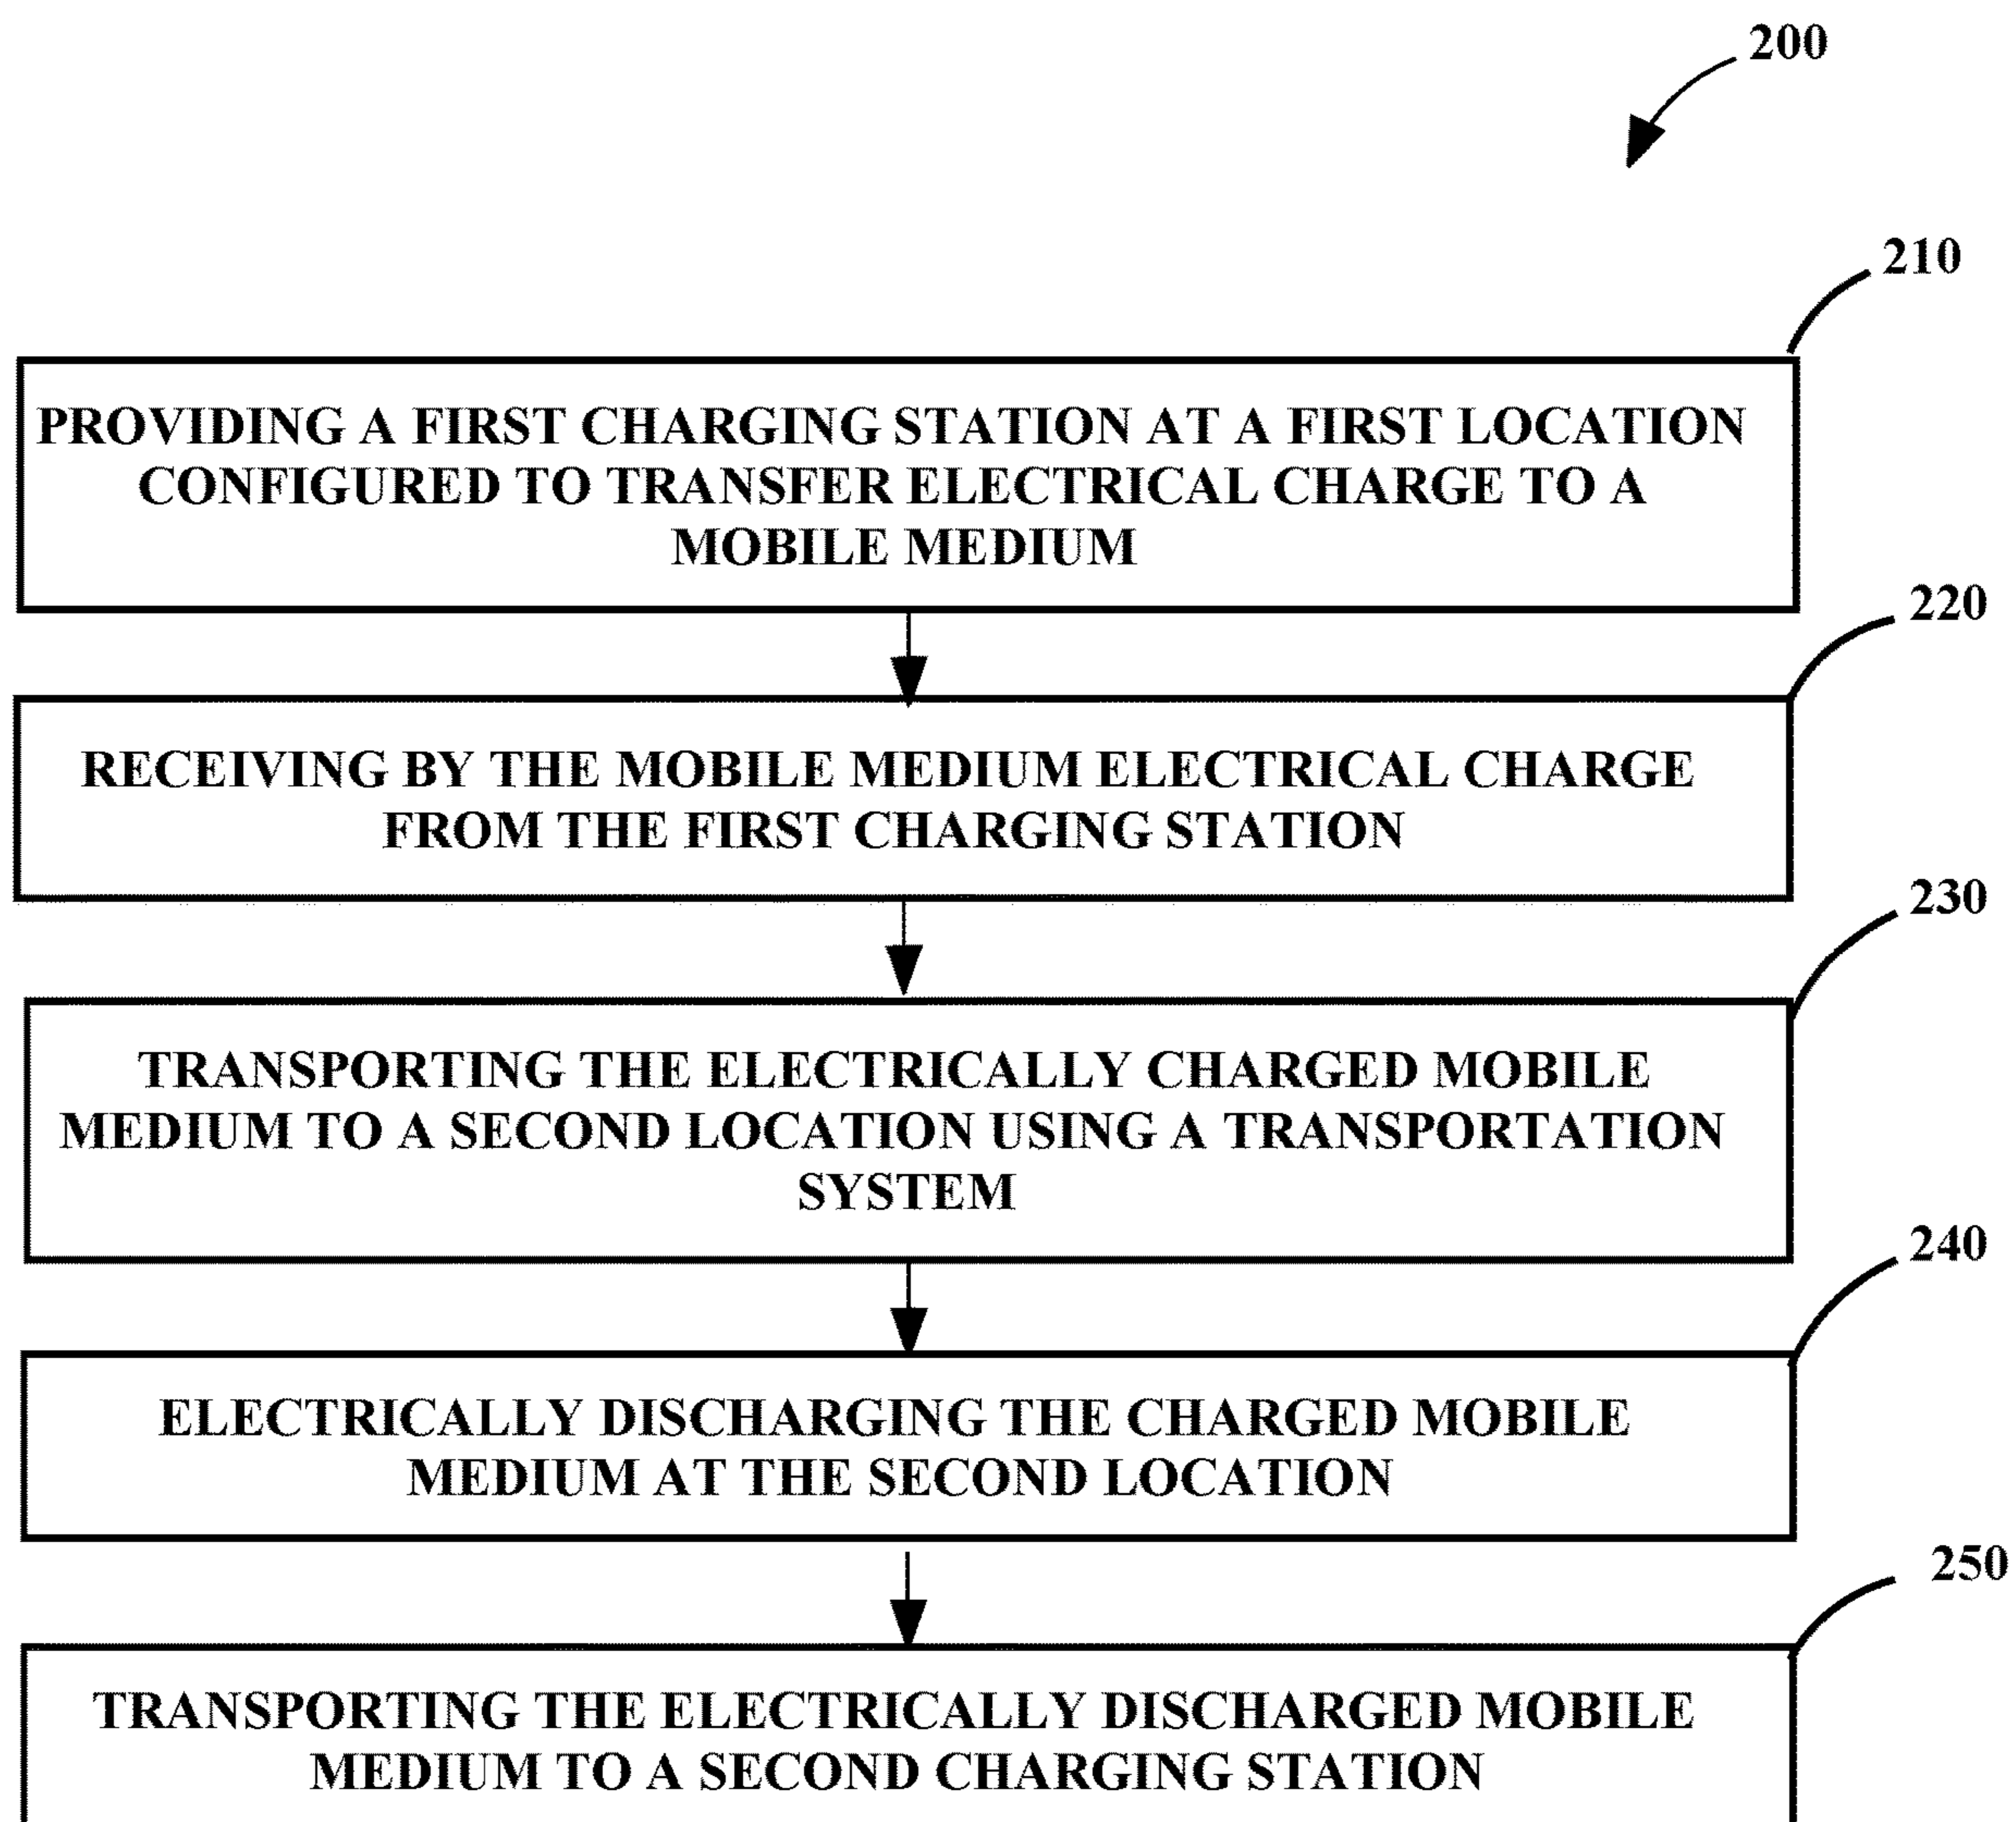 200
210
PROVIDING A FIRST CHARGING STATION AT A FIRST LOCATION
CONFIGURED TO TRANSFER ELECTRICAL CHARGE TO A
MOBILE MEDIUM
220
RECEIVING BY THE MOBILE MEDIUM ELECTRICAL CHARGE
FROM THE FIRST CHARGING STATION
230
TRANSPORTING THE ELECTRICALLY CHARGED MOBILE
MEDIUM TO A SECOND LOCATION USING A TRANSPORTATION
SYSTEM
240
ELECTRICALLY DISCHARGING THE CHARGED MOBILE
MEDIUM AT THE SECOND LOCATION
250
TRANSPORTING THE ELECTRICALLY DISCHARGED MOBILE
MEDIUM TO A SECOND CHARGING STATION